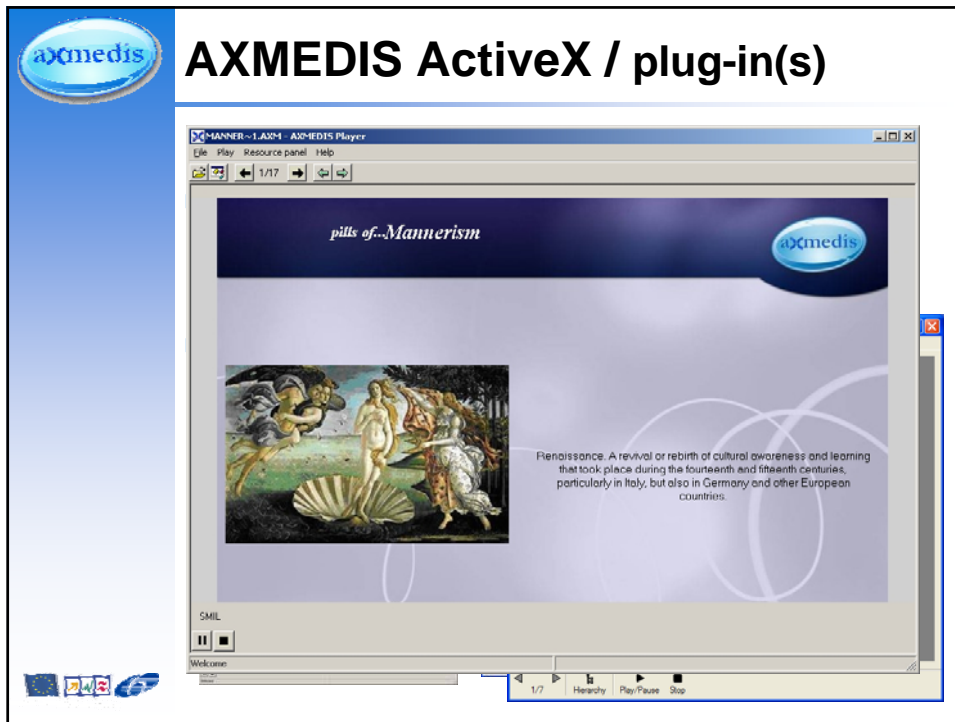 axmedis
AXMEDIS ActiveX / plug-in(s)
MANNER~1.AXM - AXMEDIS Player
File Play Resource panel Help
1/17
pills of...Mannerism
axmedis
Renaissance. A revival or rebirth of cultural awareness and learning
that took place during the fourteenth and fifteenth centuries,
particularly in Italy, but also in Germany and other European
countries.
SMIL
Welcome
1/7 Hierarchy Play/Pause Stop